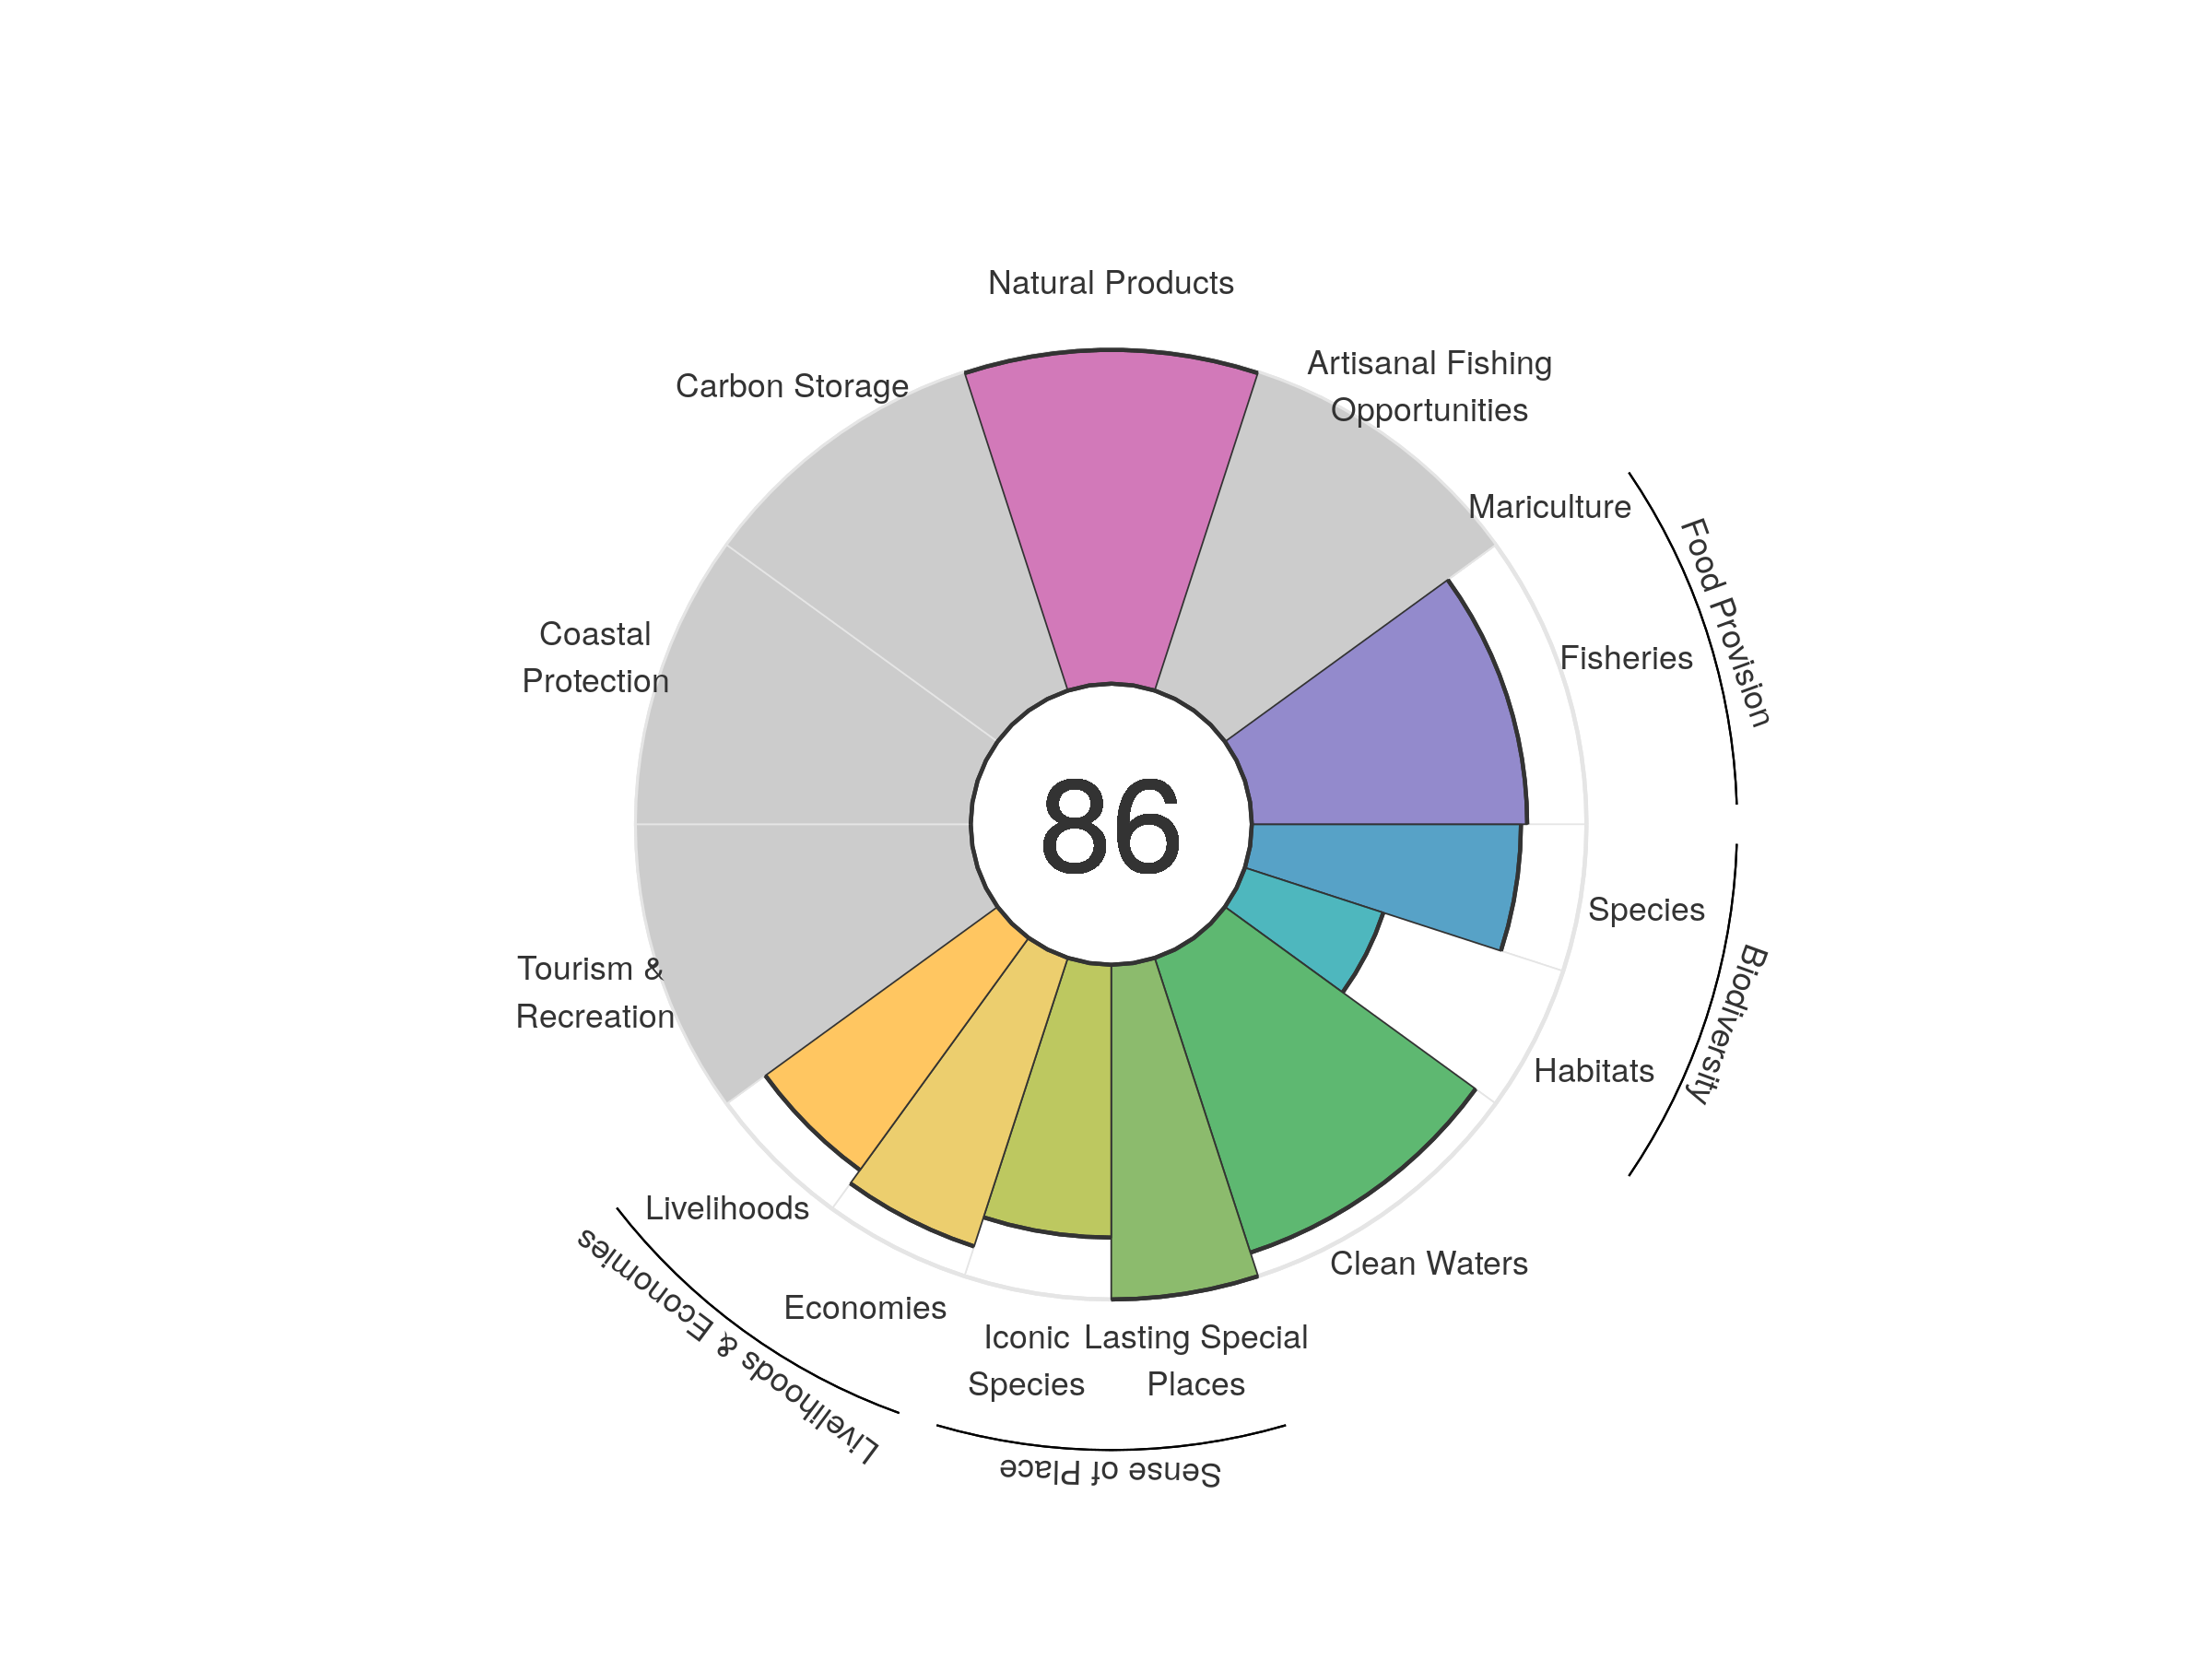 Natural Products
Artisanal Fishing
Opportunities
Carbon Storage
Mariculture
Food Provision
Coastal
Protection
Fisheries
86
Species
Biodiversity
Tourism &
Recreation
Habitats
Livelihoods
Clean Waters
Livelihoods & Economies
Economies
Iconic
Species
Lasting Special
Places
Sense of Place